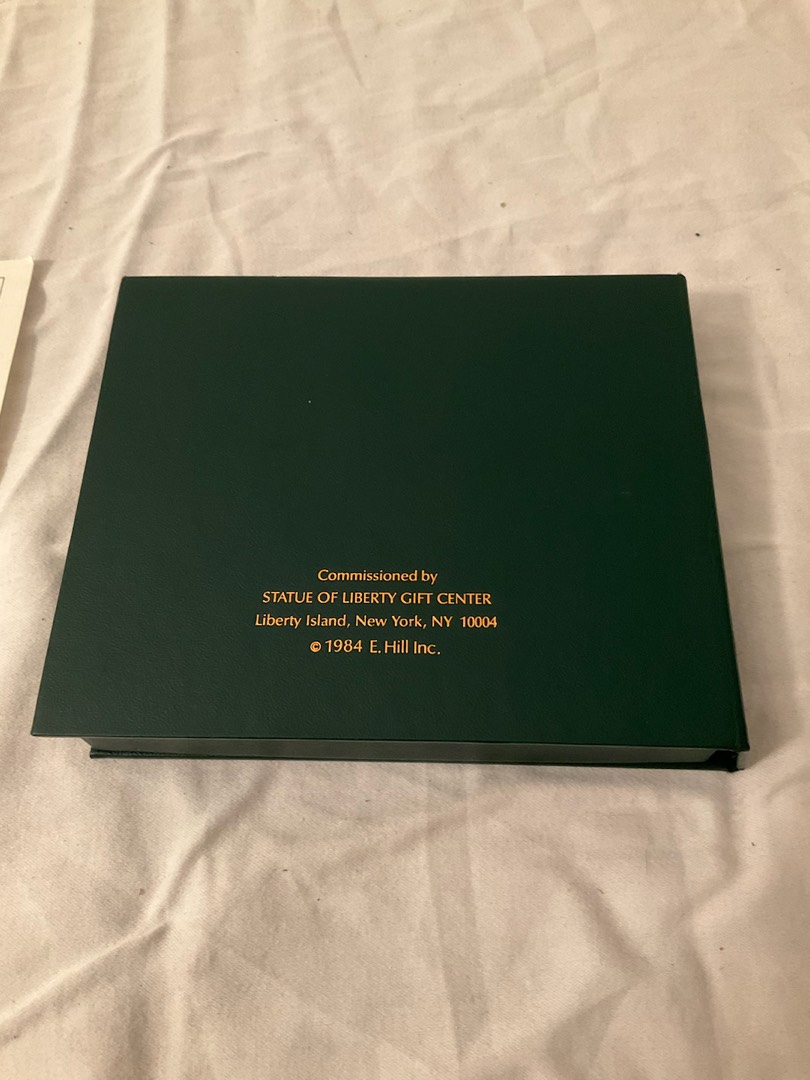 Commissioned by
STATUE OF LIBERTY GIFT CENTER
Liberty Island, New York, NY 10004
© 1984 E. Hill Inc.